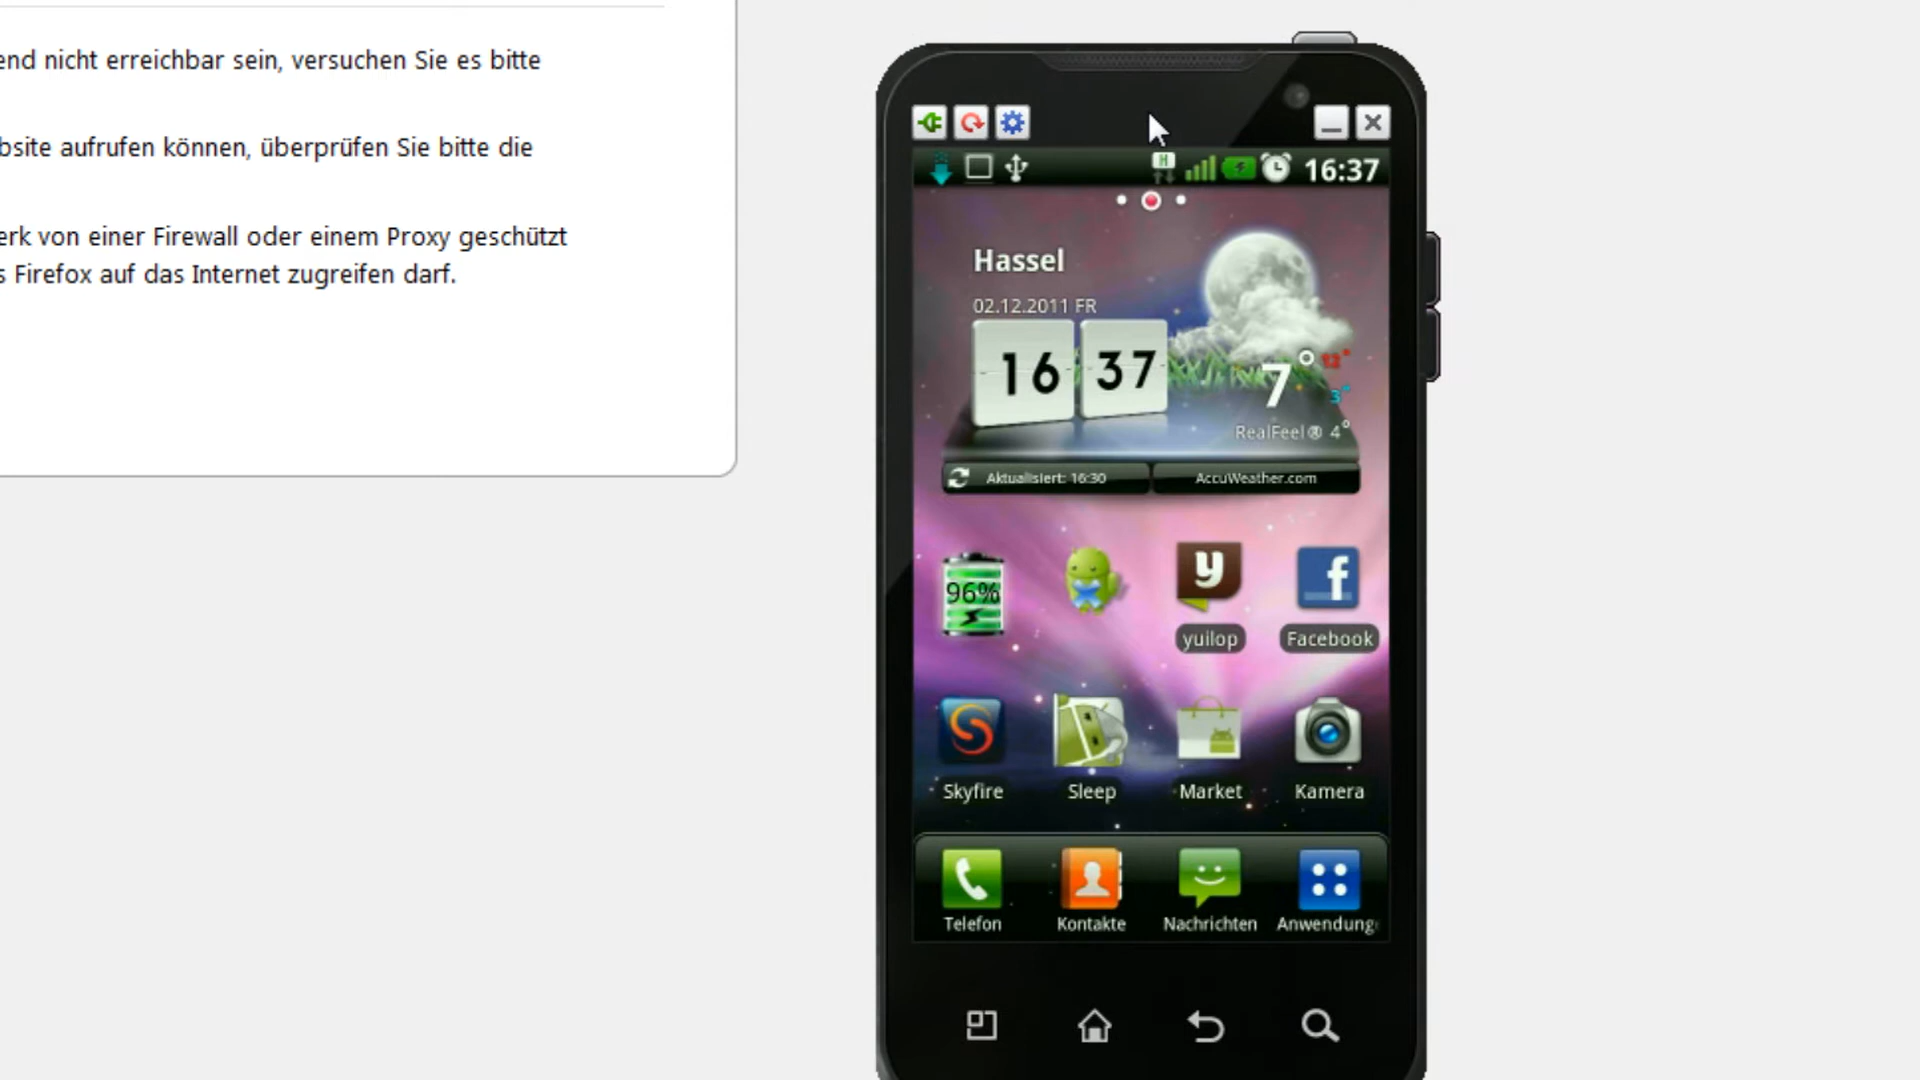 end nicht erreichbar sein, versuchen Sie es bitte
bsite aufrufen können, überprüfen Sie bitte die
erk von einer Firewall oder einem Proxy geschützt
s Firefox auf das Internet zugreifen darf.
H
16:37
Hassel
02.12.2011 FR
16 37
7° 12°
3°
RealFeel® 4°
Aktualisiert: 16:30 AccuWeather.com
96% y f
yuilop Facebook
Skyfire Sleep Market Kamera
Telefon Kontakte Nachrichten Anwendung